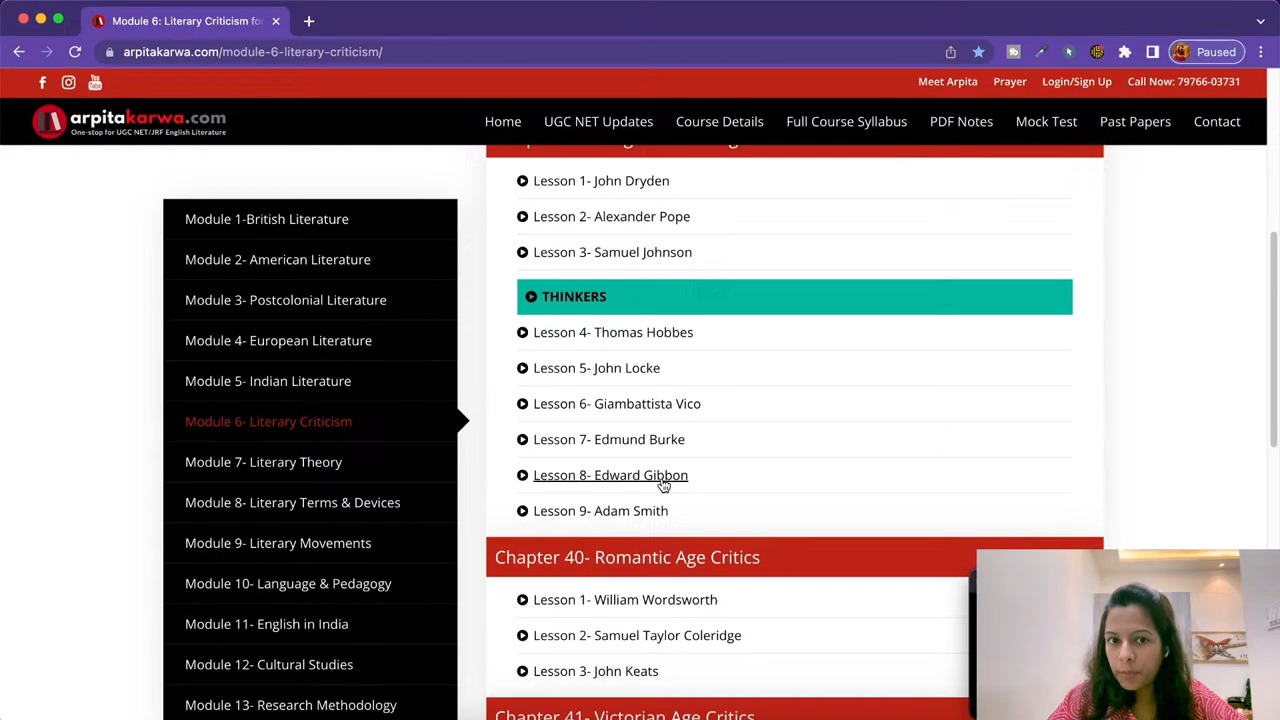 Module 6: Literary Criticism for
arpitakarwa.com/module-6-literary-criticism/
Paused
Meet Arpita
Prayer
Login/Sign Up
Call Now: 79766-03731
arpitakarwa.com
One-stop for UGC NET/JRF English Literature
Home
UGC NET Updates
Course Details
Full Course Syllabus
PDF Notes
Mock Test
Past Papers
Contact
Module 1-British Literature
Module 2- American Literature
Module 3- Postcolonial Literature
Module 4- European Literature
Module 5- Indian Literature
Module 6- Literary Criticism
Module 7- Literary Theory
Module 8- Literary Terms & Devices
Module 9- Literary Movements
Module 10- Language & Pedagogy
Module 11- English in India
Module 12- Cultural Studies
Module 13- Research Methodology
Lesson 1- John Dryden
Lesson 2- Alexander Pope
Lesson 3- Samuel Johnson
THINKERS
Lesson 4- Thomas Hobbes
Lesson 5- John Locke
Lesson 6- Giambattista Vico
Lesson 7- Edmund Burke
Lesson 8- Edward Gibbon
Lesson 9- Adam Smith
Chapter 40- Romantic Age Critics
Lesson 1- William Wordsworth
Lesson 2- Samuel Taylor Coleridge
Lesson 3- John Keats
Chapter 41- Victorian Age Critics